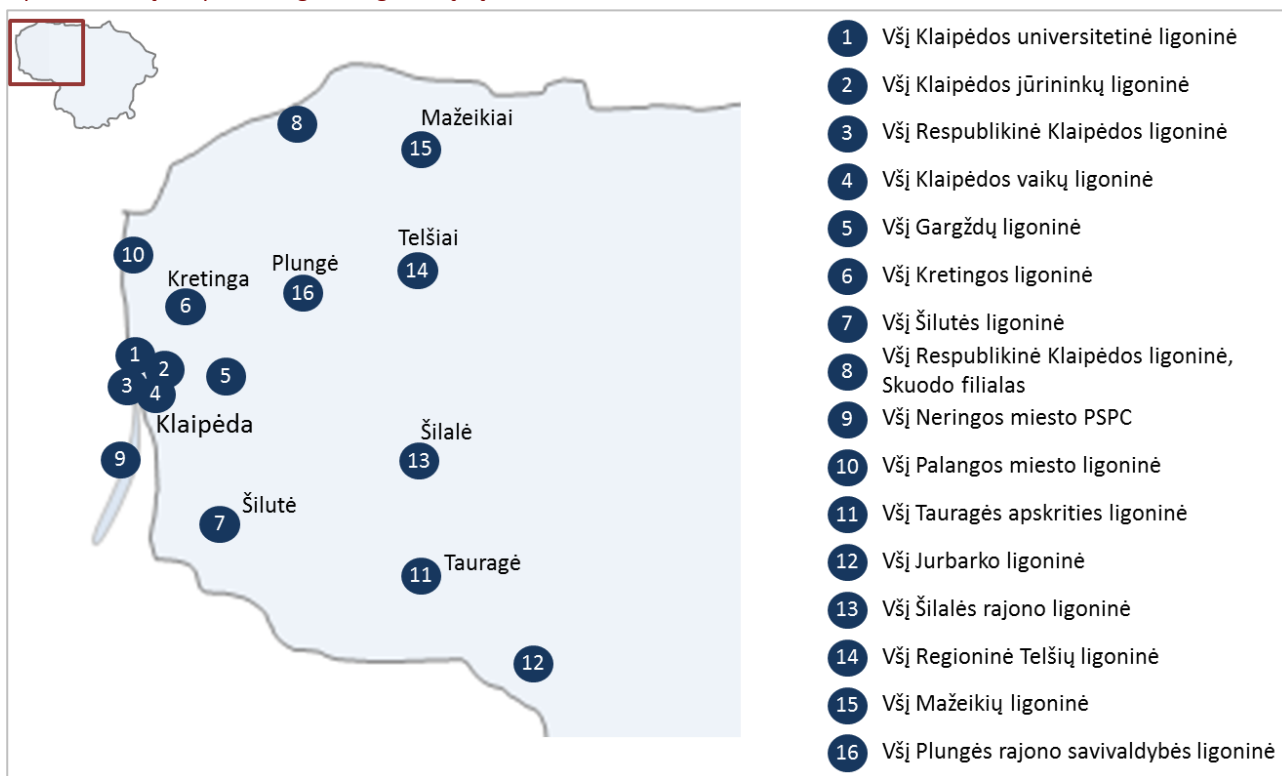 8
Mažeikiai
15
10
Telšiai
14
Plungė
16
Kretinga
6
1
2
3
4
5
Klaipėda
9
Šilalė
13
Šilutė
7
Tauragė
11
12
1 Všį Klaipėdos universitetinė ligoninė
2 Všį Klaipėdos jūrininkų ligoninė
3 Všį Respublikinė Klaipėdos ligoninė
4 Všį Klaipėdos vaikų ligoninė
5 Všį Gargždų ligoninė
6 Všį Kretingos ligoninė
7 Všį Šilutės ligoninė
8 Všį Respublikinė Klaipėdos ligoninė,
Skuodo filialas
9 Všį Neringos miesto PSPC
10 Všį Palangos miesto ligoninė
11 Všį Tauragės apskrities ligoninė
12 Všį Jurbarko ligoninė
13 Všį Šilalės rajono ligoninė
14 Všį Regioninė Telšių ligoninė
15 Všį Mažeikių ligoninė
16 Všį Plungės rajono savivaldybės ligoninė